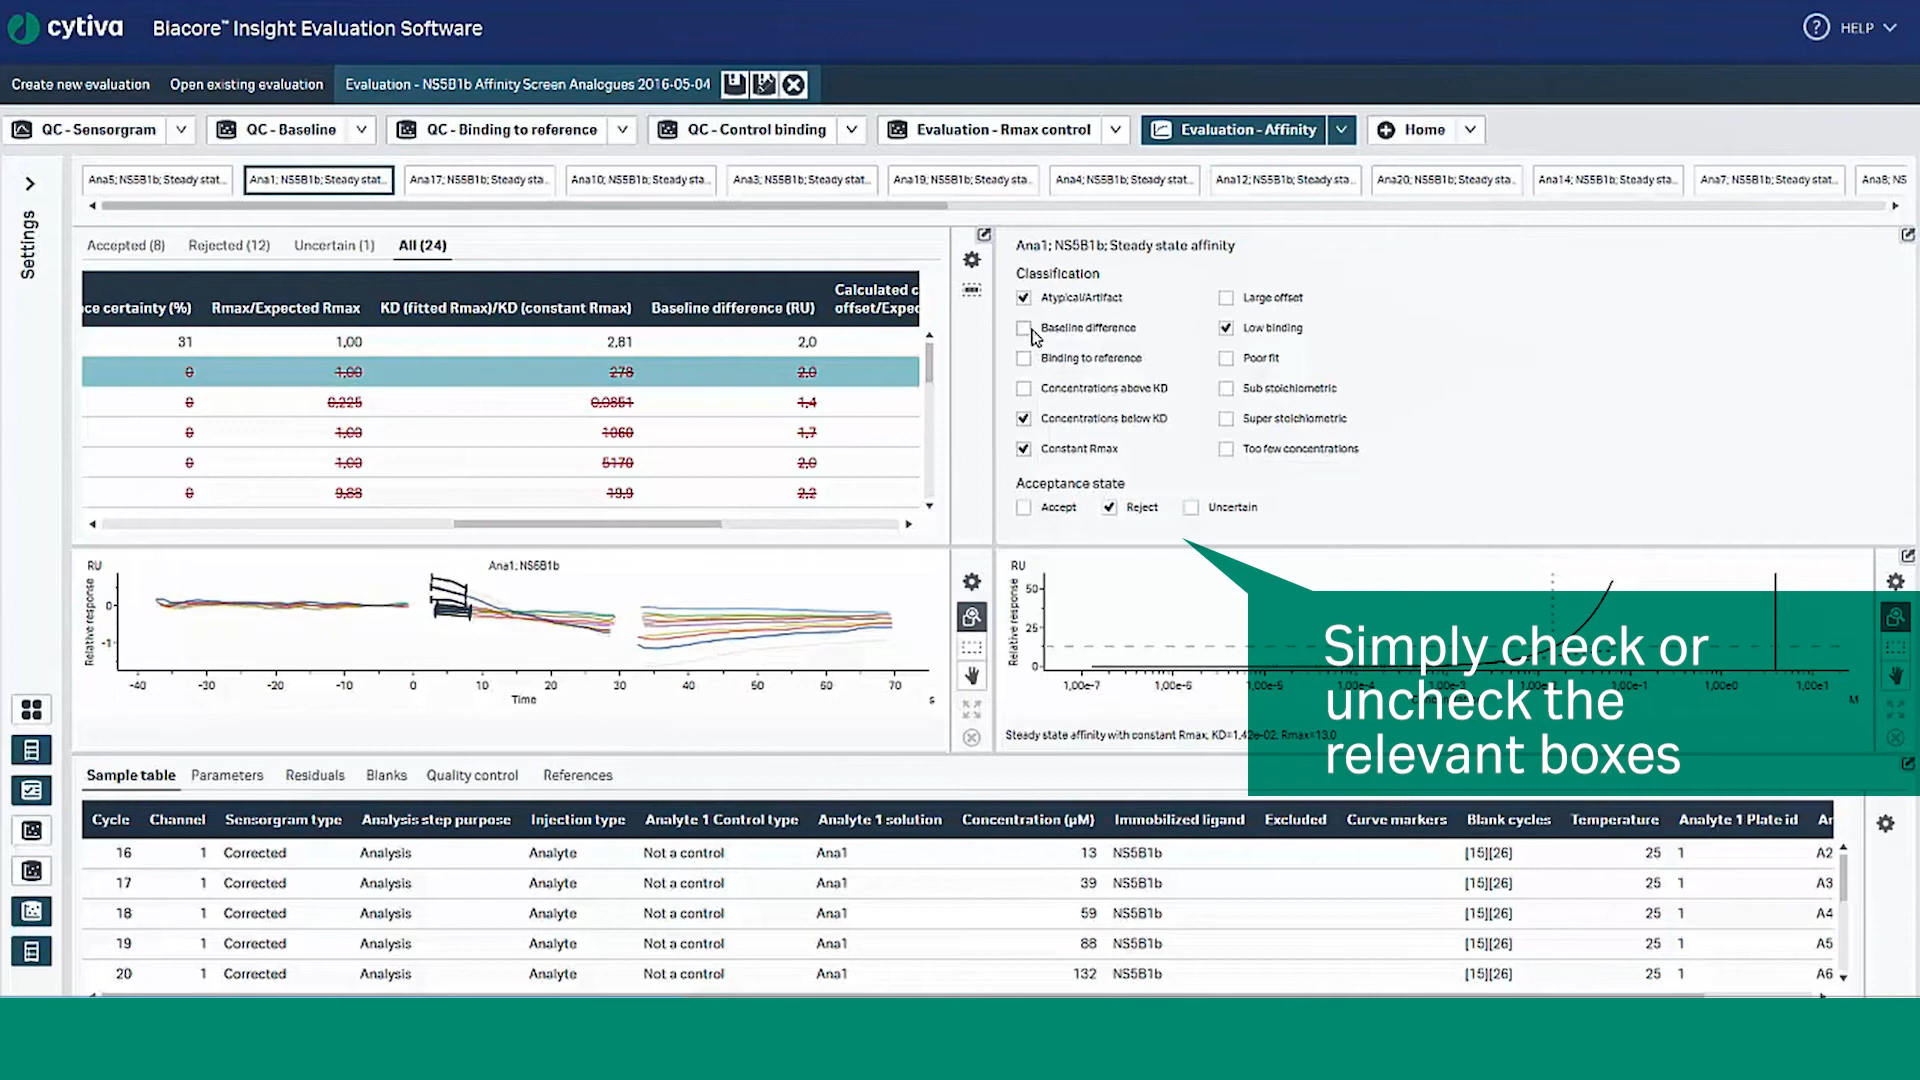 cytiva Biacore™ Insight Evaluation Software HELP
Create new evaluation Open existing evaluation Evaluation - NS5B1b Affinity Screen Analogues 2016-05-04
QC - Sensorgram QC - Baseline QC - Binding to reference QC - Control binding Evaluation - Rmax control Evaluation - Affinity Home
Settings
Ana5; NS5B1b; Steady stat... Ana1; NS5B1b; Steady stat... Ana17; NS5B1b; Steady sta... Ana10; NS5B1b; Steady sta... Ana3; NS5B1b; Steady stat... Ana19; NS5B1b; Steady sta... Ana4; NS5B1b; Steady stat... Ana12; NS5B1b; Steady sta... Ana20; NS5B1b; Steady stat... Ana14; NS5B1b; Steady sta... Ana7; NS5B1b; Steady stat... Ana8; NS
Accepted (8) Rejected (12) Uncertain (1) All (24)
ce certainty (%) Rmax/Expected Rmax KD (fitted Rmax)/KD (constant Rmax) Baseline difference (RU) Calculated c
offset/Expec
31 1,00 2,81 2,0
0 1,00 278 2,0
0 0,225 0,0851 1,4
0 1,00 1060 1,7
0 1,00 5170 2,0
0 9,88 19,9 2,2
Ana1; NS5B1b; Steady state affinity
Classification
Atypical/Artifact Large offset
Baseline difference Low binding
Binding to reference Poor fit
Concentrations above KD Sub stoichiometric
Concentrations below KD Super stoichiometric
Constant Rmax Too few concentrations
Acceptance state
Accept Reject Uncertain
RU Ana1; NS5B1b
Relative response
0
-1
-40 -30 -20 -10 0 10 20 30 40 50 60 70
Time s
RU
Relative response
50
25
0
1,00e-7 1,00e-6 1,00e-5 1,00e-4 1,00e-3 1,00e-1 1,00e0 1,00e1
M
Steady state affinity with constant Rmax, KD=1,42e-02, Rmax=13,0
Simply check or
uncheck the
relevant boxes
Sample table Parameters Residuals Blanks Quality control References
Cycle Channel Sensorgram type Analysis step purpose Injection type Analyte 1 Control type Analyte 1 solution Concentration (µM) Immobilized ligand Excluded Curve markers Blank cycles Temperature Analyte 1 Plate id Ar
16 1 Corrected Analysis Analyte Not a control Ana1 13 NS5B1b [15][26] 25 1 A2
17 1 Corrected Analysis Analyte Not a control Ana1 39 NS5B1b [15][26] 25 1 A3
18 1 Corrected Analysis Analyte Not a control Ana1 59 NS5B1b [15][26] 25 1 A4
19 1 Corrected Analysis Analyte Not a control Ana1 88 NS5B1b [15][26] 25 1 A5
20 1 Corrected Analysis Analyte Not a control Ana1 132 NS5B1b [15][26] 25 1 A6